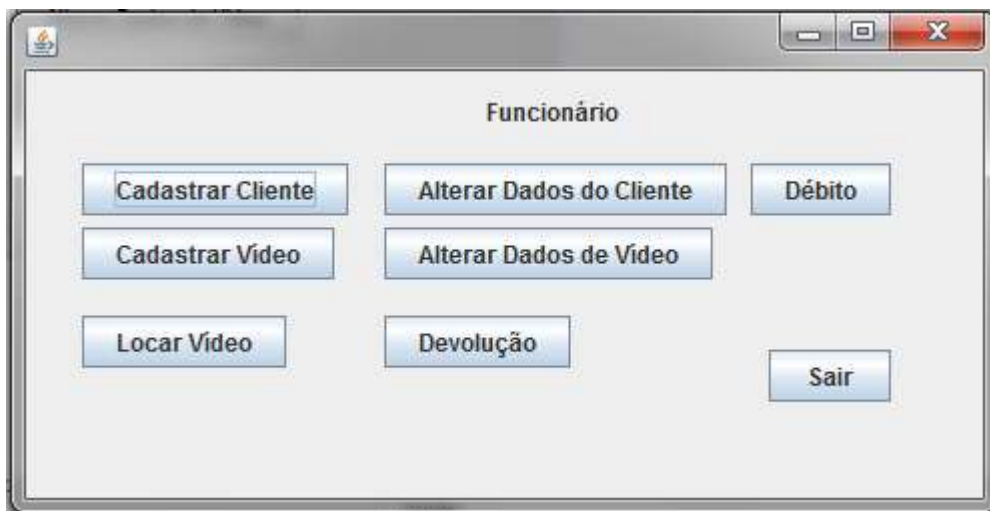 Funcionário
Cadastrar Cliente Alterar Dados do Cliente Débito
Cadastrar Vídeo Alterar Dados de Vídeo
Locar Vídeo Devolução
Sair